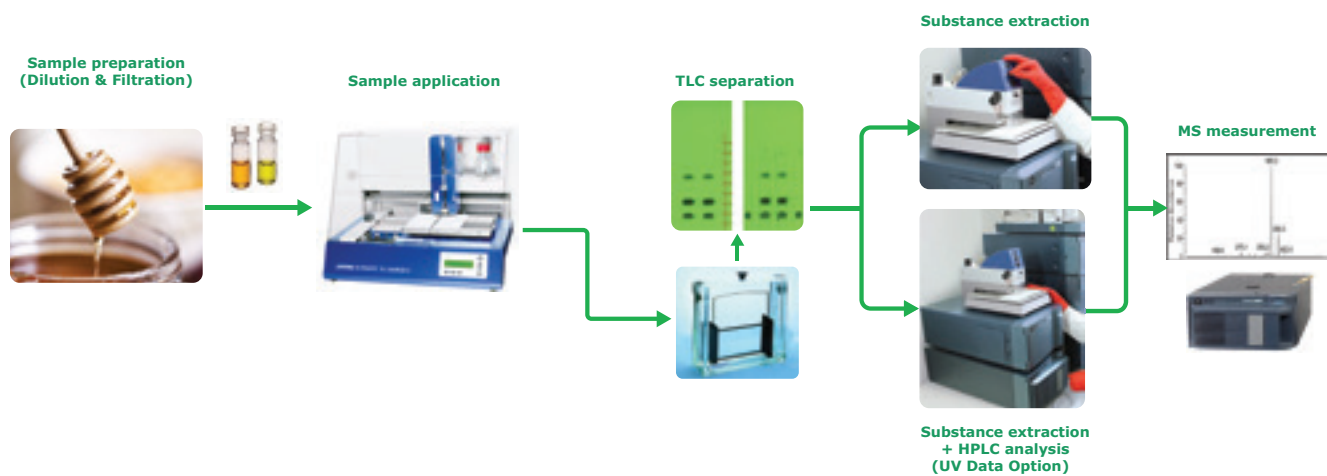 Sample preparation
(Dilution & Filtration)
Sample application
TLC separation
Substance extraction
Substance extraction
+ HPLC analysis
(UV Data Option)
MS measurement